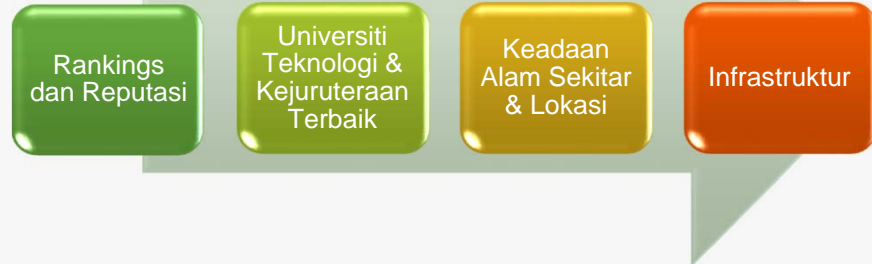 Rankings
dan Reputasi
Universiti
Teknologi &
Kejuruteraan
Terbaik
Keadaan
Alam Sekitar
& Lokasi
Infrastruktur